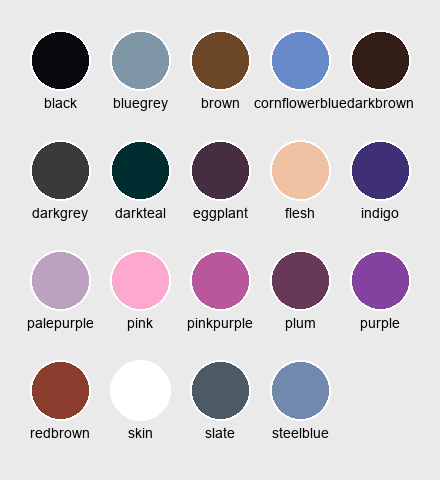 black bluegrey brown cornflowerblue darkbrown
darkgrey darkteal eggplant flesh indigo
palepurple pink pinkpurple plum purple
redbrown skin slate steelblue